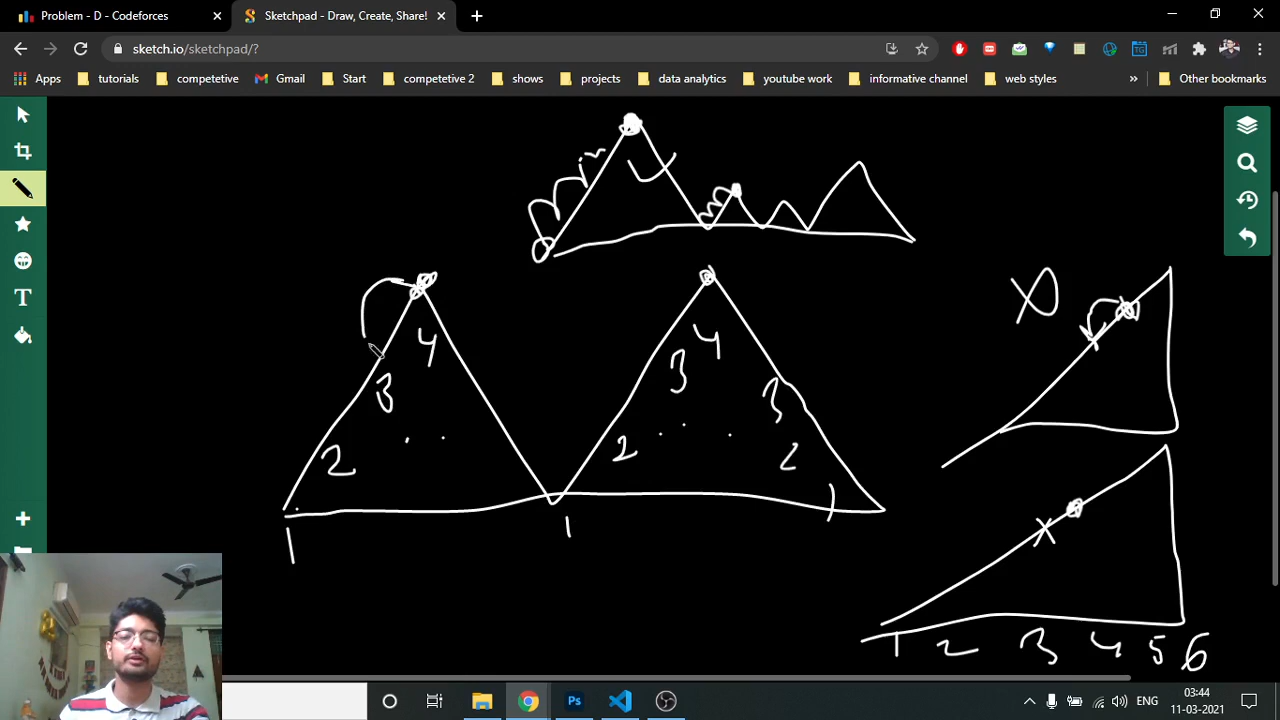 Problem - D - Codeforces
Sketchpad - Draw, Create, Share!
sketch.io/sketchpad/?
Apps tutorials competetive Gmail Start competetive 2 shows projects data analytics youtube work informative channel web styles » Other bookmarks
4 4
3 3 3
2 2 2
1 1 1
1 2 3 4 5 6
ENG
03:44
11-03-2021